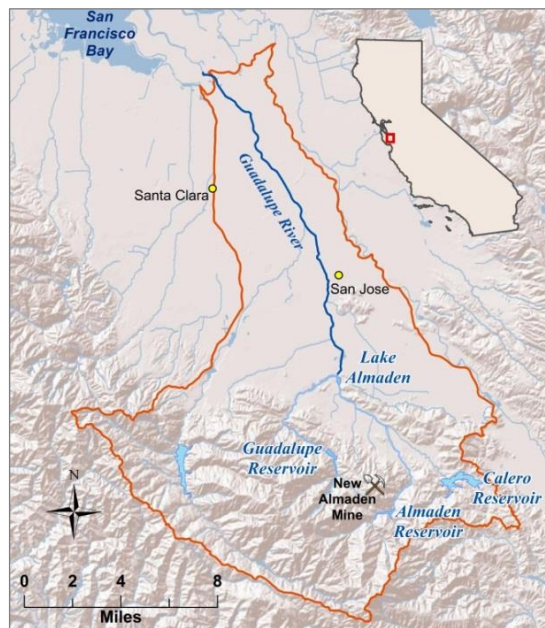 San
Francisco
Bay
Santa Clara
Guadalupe River
San Jose
Lake
Almaden
Guadalupe
Reservoir
New
Almaden
Mine
Calero
Reservoir
Almaden
Reservoir
N
0 2 4 8
Miles